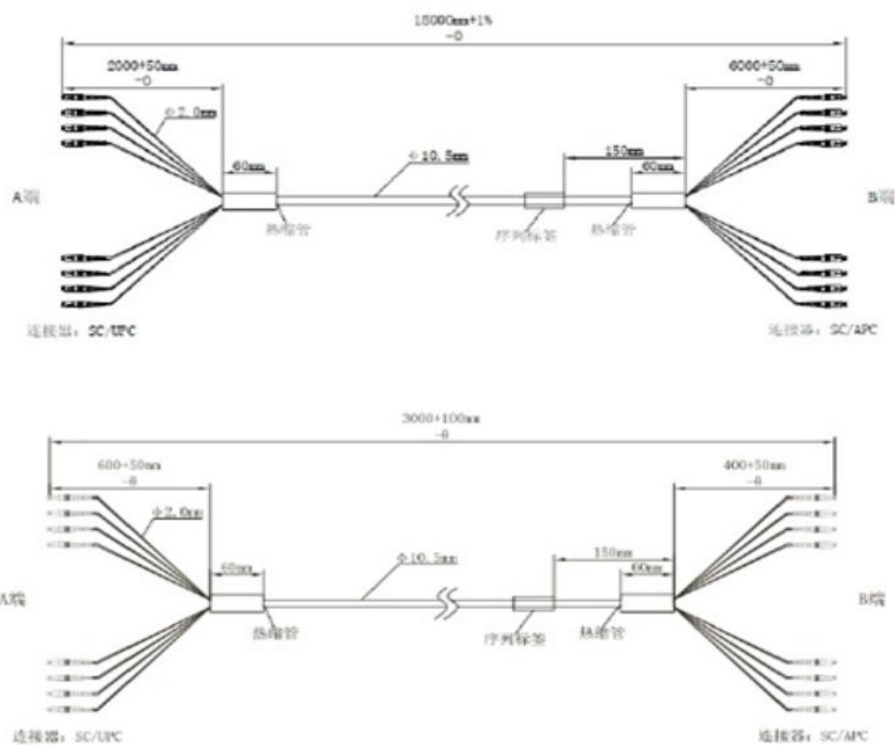 18000mm+1%
-0
2000+50mm
-0
6000+50mm
-0
Φ2.0mm
60mm
Φ10.5mm
150mm
60mm
A端
B端
热缩管
序列标签
热缩管
连接器：SC/UPC
连接器：SC/APC
3000+100mm
-0
600+50mm
-0
400+50mm
-0
Φ2.0mm
60mm
Φ10.5mm
150mm
60mm
A端
B端
热缩管
序列标签
热缩管
连接器：SC/UPC
连接器：SC/APC